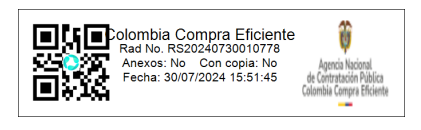 Colombia Compra Eficiente
Rad No. RS20240730010778
Anexos: No Con copia: No
Fecha: 30/07/2024 15:51:45
Agencia Nacional
de Contratación Pública
Colombia Compra Eficiente